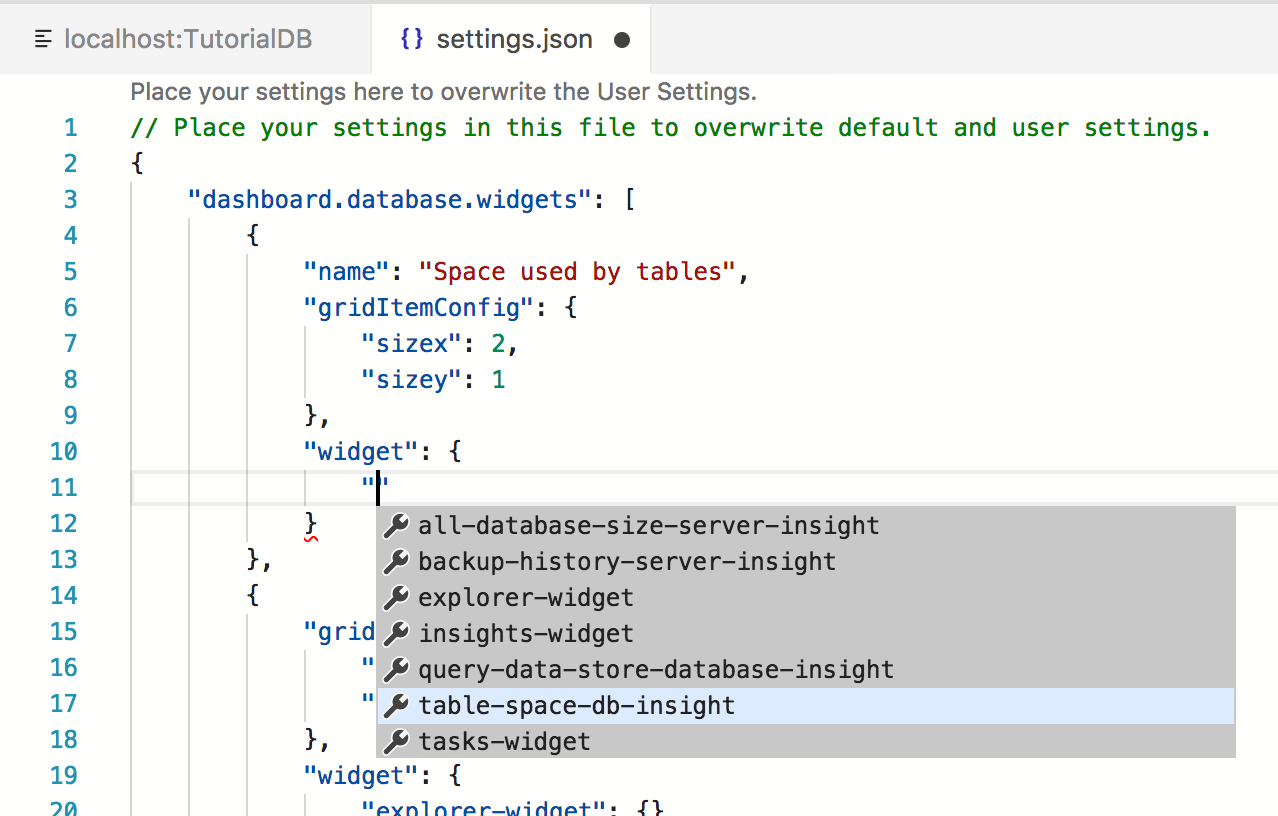 localhost:TutorialDB {} settings.json
Place your settings here to overwrite the User Settings.
1 // Place your settings in this file to overwrite default and user settings.
2 {
3 "dashboard.database.widgets": [
4 {
5 "name": "Space used by tables",
6 "gridItemConfig": {
7 "sizex": 2,
8 "sizey": 1
9 },
10 "widget": {
11 ""
12 } all-database-size-server-insight
13 }, backup-history-server-insight
14 { explorer-widget
15 "grid insights-widget
16 " query-data-store-database-insight
17 " table-space-db-insight
18 }, tasks-widget
19 "widget": {
20 "explorer-widget": {}